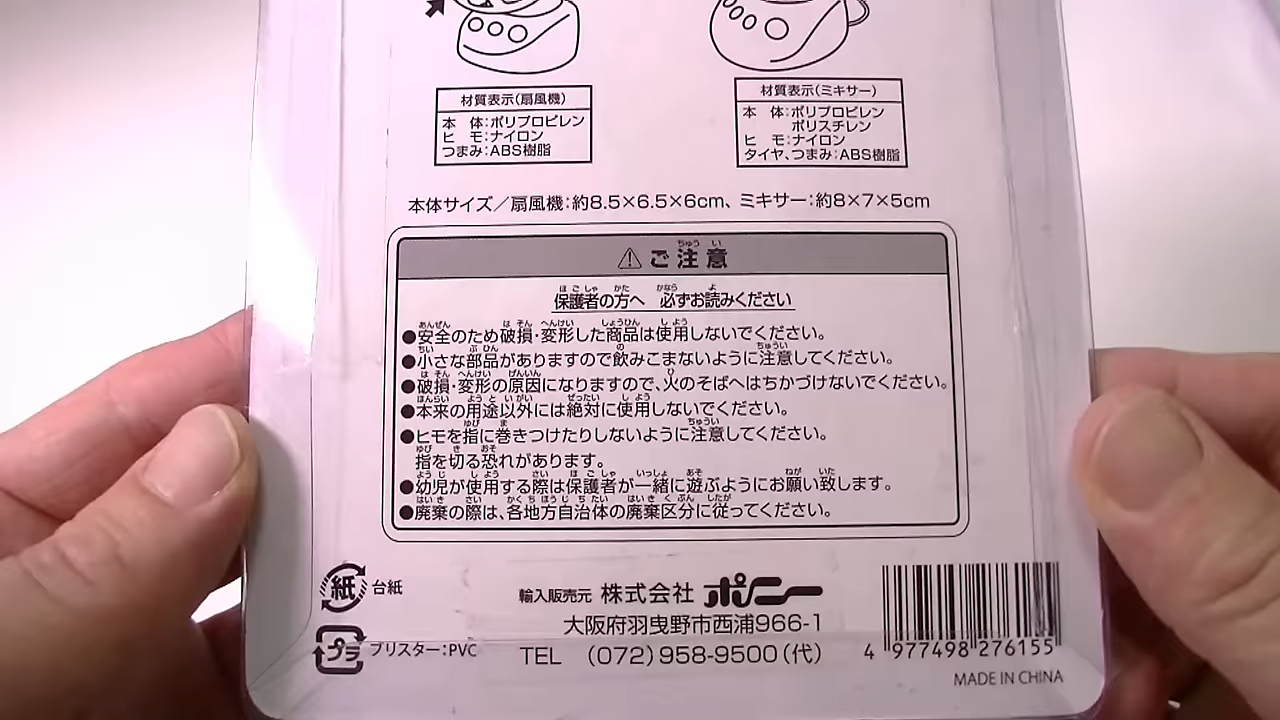 材質表示(扇風機)
本　体:ポリプロピレン
ヒ　モ:ナイロン
つまみ:ABS樹脂
材質表示(ミキサー)
本　体:ポリプロピレン
ポリスチレン
ヒ　モ:ナイロン
タイヤ、つまみ:ABS樹脂
本体サイズ/扇風機:約8.5×6.5×6cm、ミキサー:約8×7×5cm
⚠ご注意
保護者の方へ　必ずお読みください
●安全のため破損・変形した商品は使用しないでください。
●小さな部品がありますので飲みこまないように注意してください。
●破損・変形の原因になりますので、火のそばへはちかづけないでください。
●本来の用途以外には絶対に使用しないでください。
●ヒモを指に巻きつけたりしないように注意してください。
指を切る恐れがあります。
●幼児が使用する際は保護者が一緒に遊ぶようにお願い致します。
●廃棄の際は、各地方自治体の廃棄区分に従ってください。
紙 台紙
プラ ブリスター:PVC
輸入販売元 株式会社 ポニー
大阪府羽曳野市西浦966-1
TEL (072)958-9500(代)
4 977498 276155
MADE IN CHINA